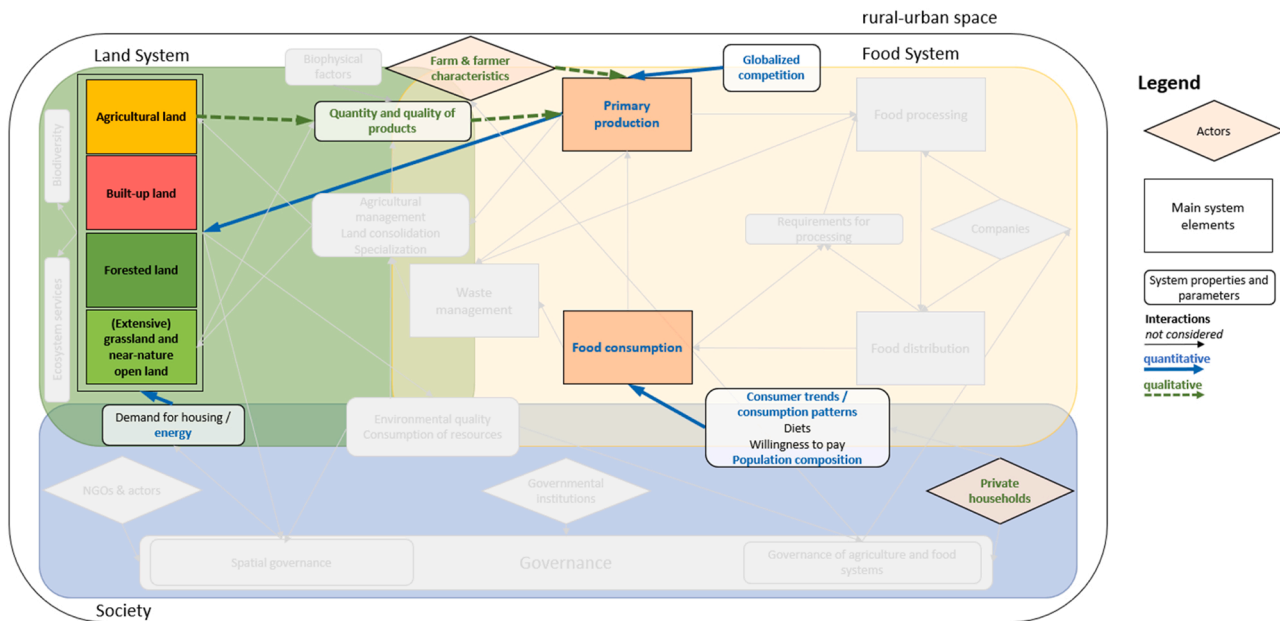 rural-urban space
Land System
Food System
Biophysical
factors
Farm & farmer
characteristics
Globalized
competition
Agricultural land
Quantity and quality of
products
Primary
production
Food processing
Biodiversity
Built-up land
Agricultural
management
Land consolidation
Specialization
Requirements for
processing
Companies
Forested land
Waste
management
Ecosystem services
(Extensive)
grassland and
near-nature
open land
Food consumption
Food distribution
Demand for housing /
energy
Environmental quality
Consumption of resources
Consumer trends /
consumption patterns
Diets
Willingness to pay
Population composition
NGOs & actors
Governmental
institutions
Private
households
Spatial governance
Governance
Governance of agriculture and food
systems
Society
Legend
Actors
Main system
elements
System properties and
parameters
Interactions
not considered
quantitative
qualitative